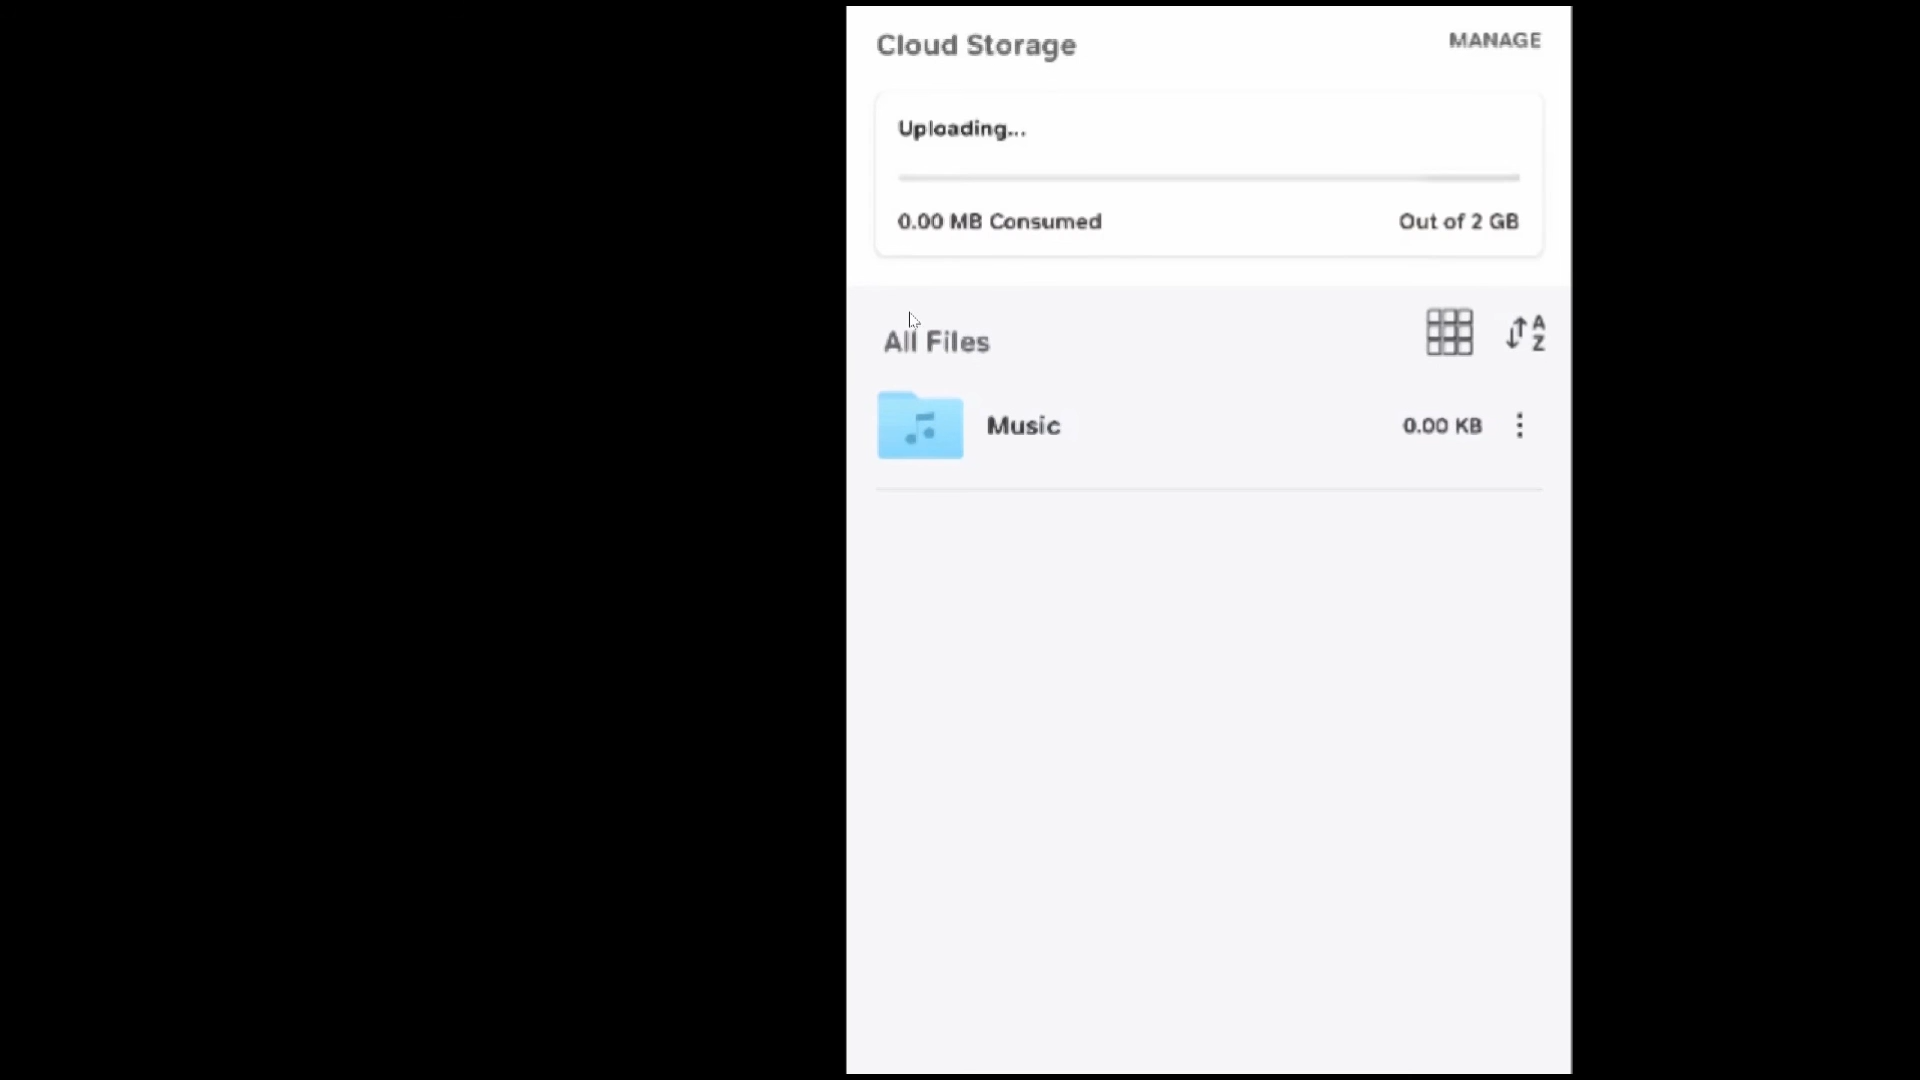 Cloud Storage
MANAGE
Uploading...
0.00 MB Consumed
Out of 2 GB
All Files
A
Z
Music
0.00 KB